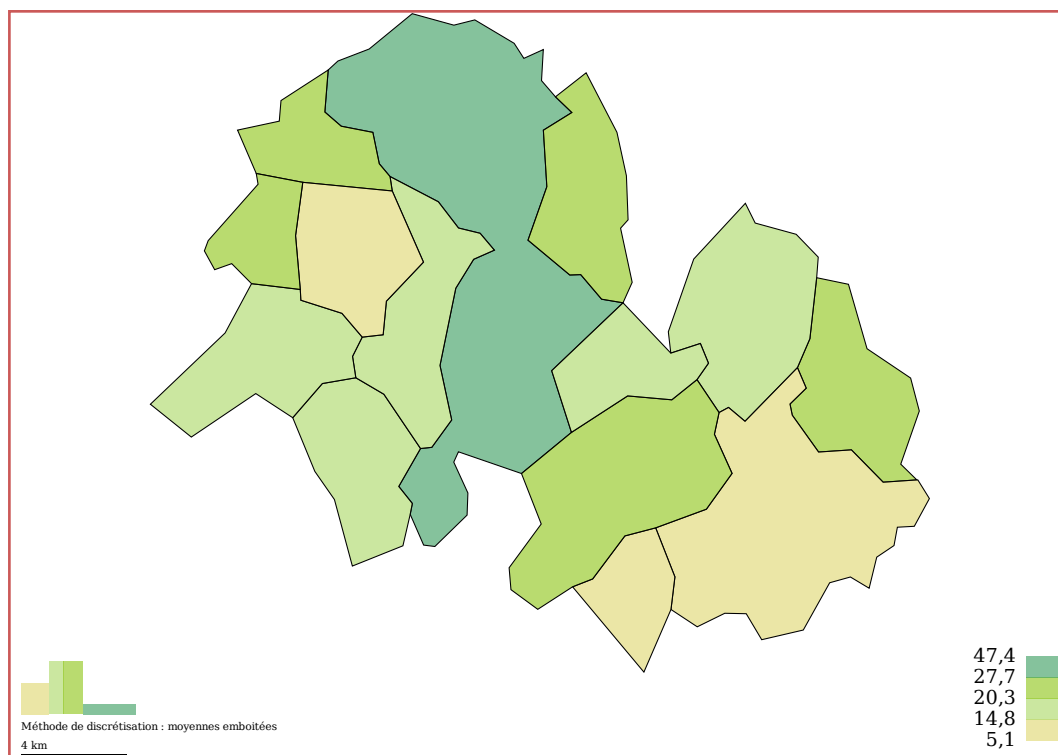 47,4
27,7
20,3
14,8
5,1
Méthode de discrétisation : moyennes emboitées
4 km